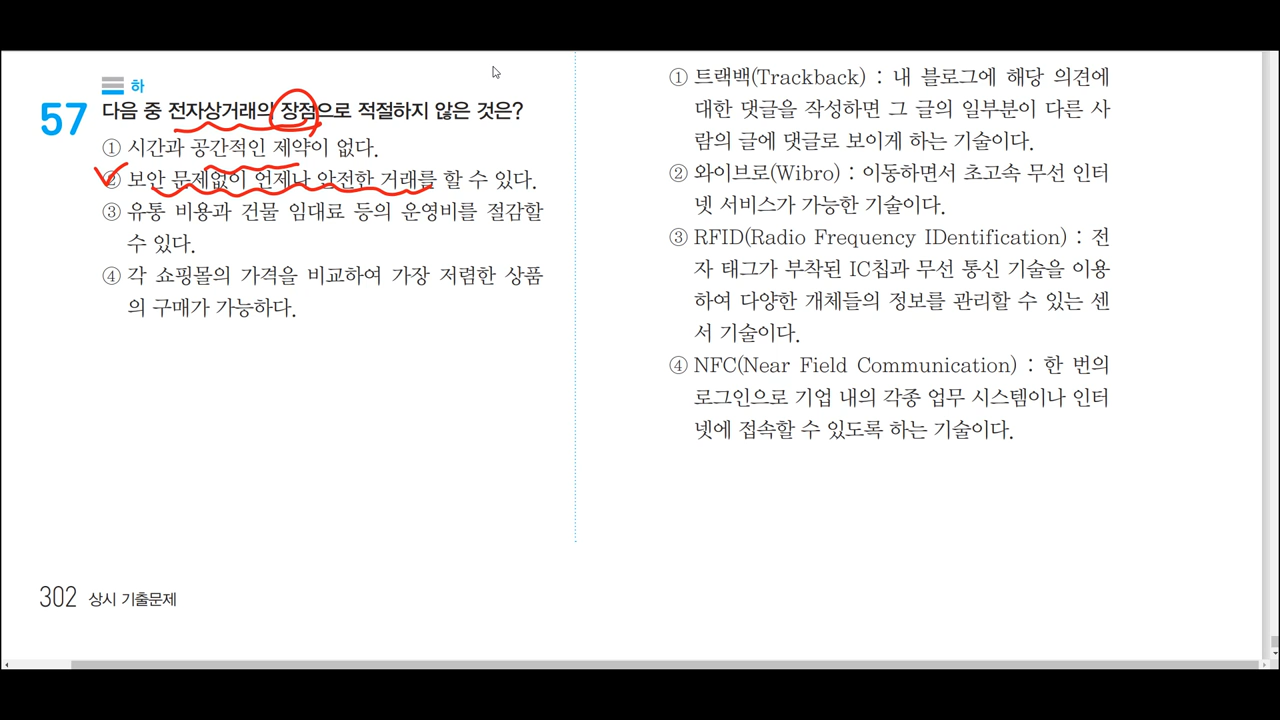 하
57 다음 중 전자상거래의 장점으로 적절하지 않은 것은?
① 시간과 공간적인 제약이 없다.
② 보안 문제없이 언제나 안전한 거래를 할 수 있다.
③ 유통 비용과 건물 임대료 등의 운영비를 절감할
수 있다.
④ 각 쇼핑몰의 가격을 비교하여 가장 저렴한 상품
의 구매가 가능하다.
① 트랙백(Trackback) : 내 블로그에 해당 의견에
대한 댓글을 작성하면 그 글의 일부분이 다른 사
람의 글에 댓글로 보이게 하는 기술이다.
② 와이브로(Wibro) : 이동하면서 초고속 무선 인터
넷 서비스가 가능한 기술이다.
③ RFID(Radio Frequency IDentification) : 전
자 태그가 부착된 IC칩과 무선 통신 기술을 이용
하여 다양한 개체들의 정보를 관리할 수 있는 센
서 기술이다.
④ NFC(Near Field Communication) : 한 번의
로그인으로 기업 내의 각종 업무 시스템이나 인터
넷에 접속할 수 있도록 하는 기술이다.
302 상시 기출문제